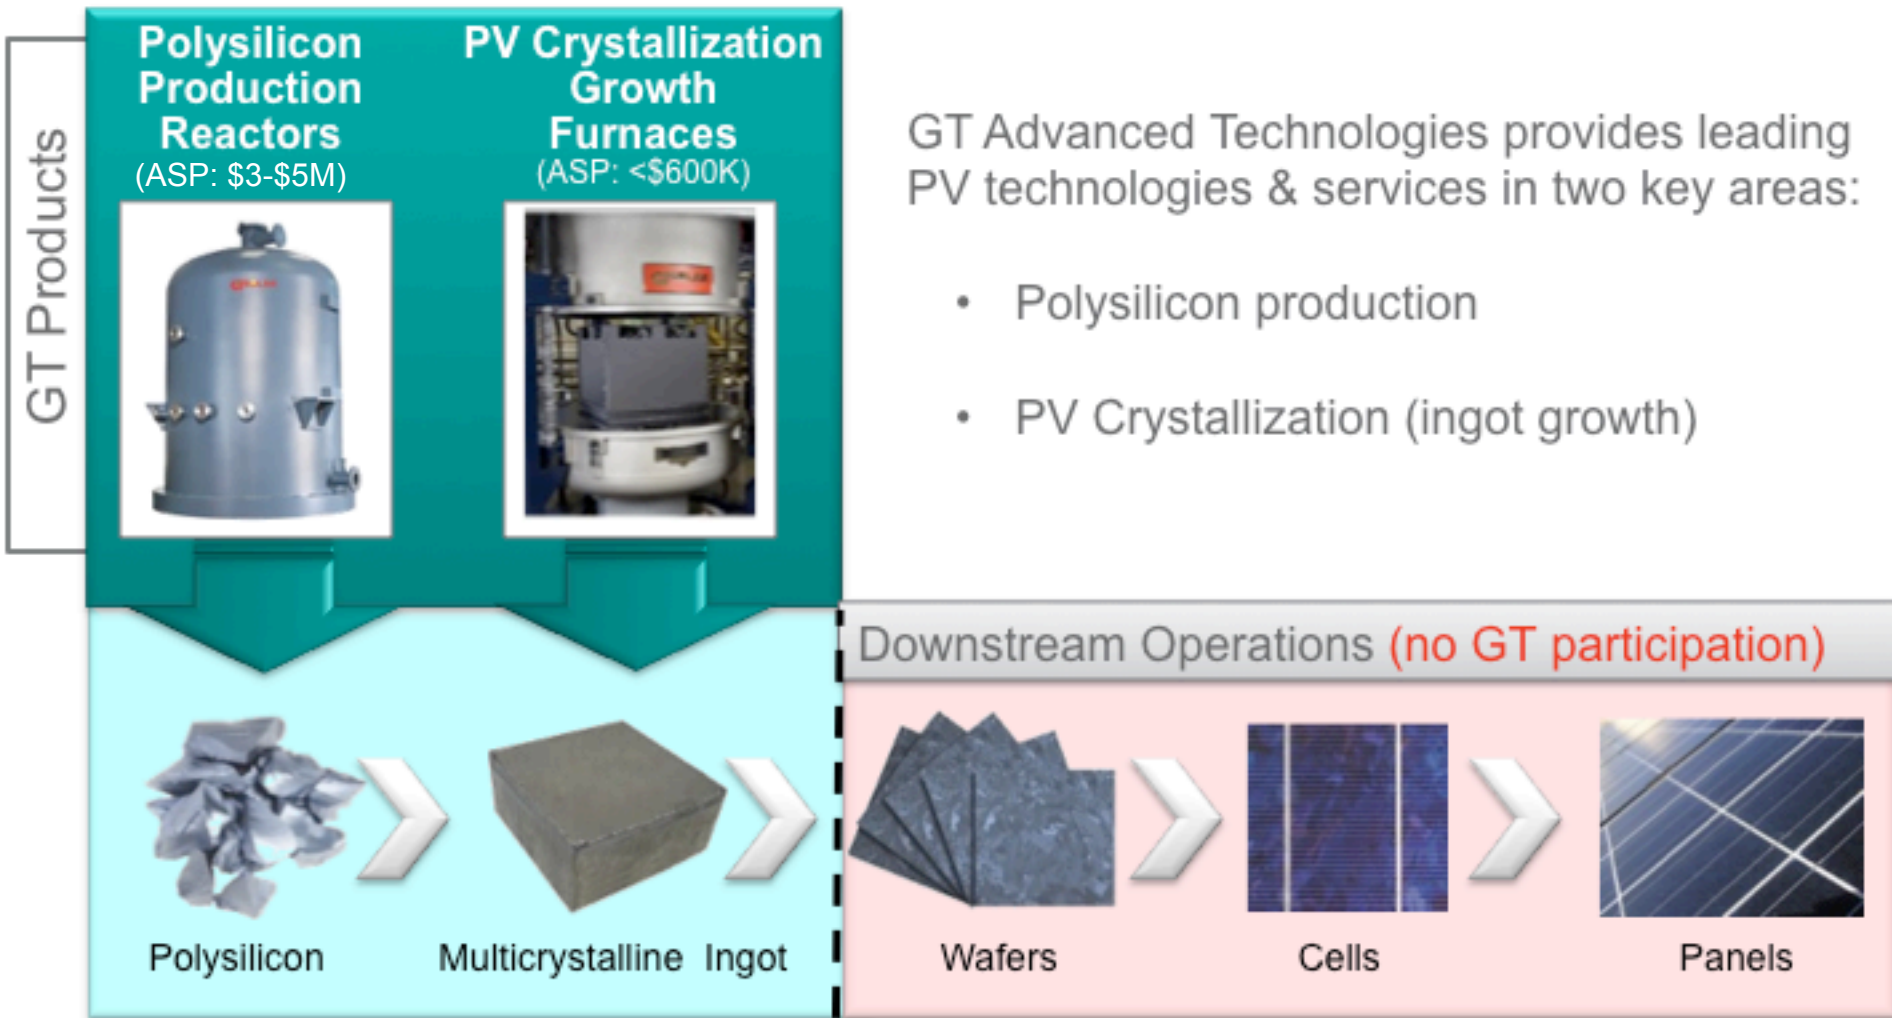 GT Products
Polysilicon
Production
Reactors
(ASP: $3-$5M)
PV Crystallization
Growth
Furnaces
(ASP: <$600K)
GT Advanced Technologies provides leading
PV technologies & services in two key areas:
• Polysilicon production
• PV Crystallization (ingot growth)
Downstream Operations (no GT participation)
Polysilicon
Multicrystalline Ingot
Wafers
Cells
Panels